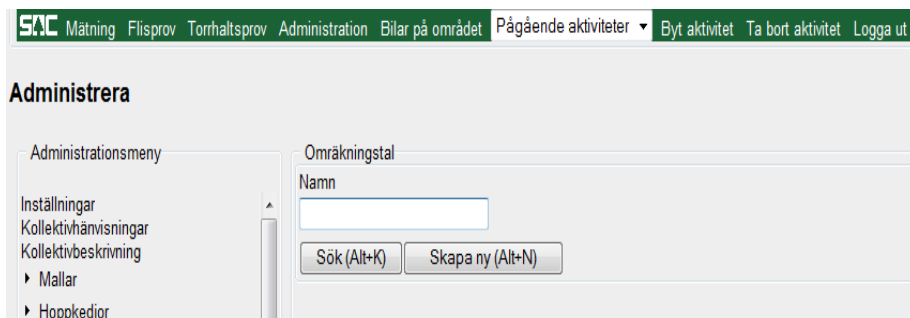 SDC Mätning Flisprov Torrhaltsprov Administration Bilar på området Pågående aktiviteter Byt aktivitet Ta bort aktivitet Logga ut
Administrera
Administrationsmeny
Inställningar
Kollektivhänvisningar
Kollektivbeskrivning
Mallar
Hoppkedjor
Omräkningstal
Namn
Sök (Alt+K) Skapa ny (Alt+N)